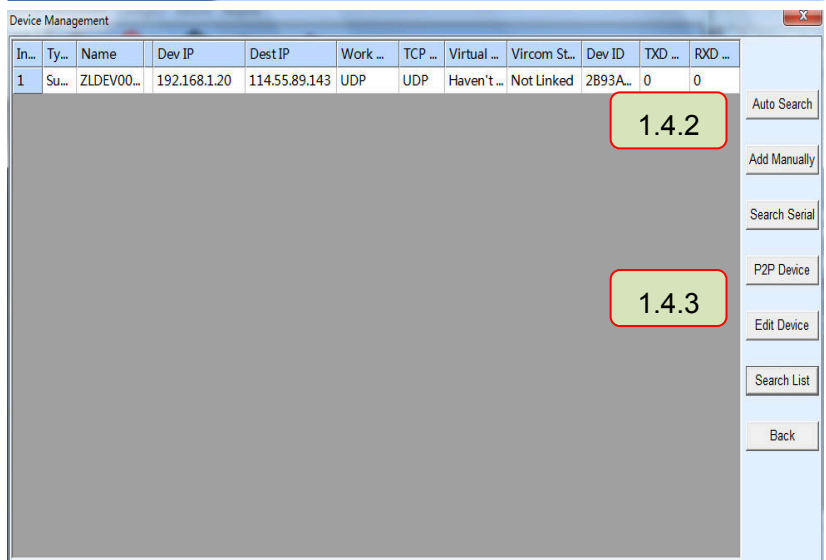 Device Management
In... Ty... Name Dev IP Dest IP Work ... TCP ... Virtual ... Vircom St... Dev ID TXD ... RXD ...
1 Su... ZLDEV00... 192.168.1.20 114.55.89.143 UDP UDP Haven't ... Not Linked 2B93A... 0 0
Auto Search
1.4.2
Add Manually
Search Serial
P2P Device
1.4.3
Edit Device
Search List
Back